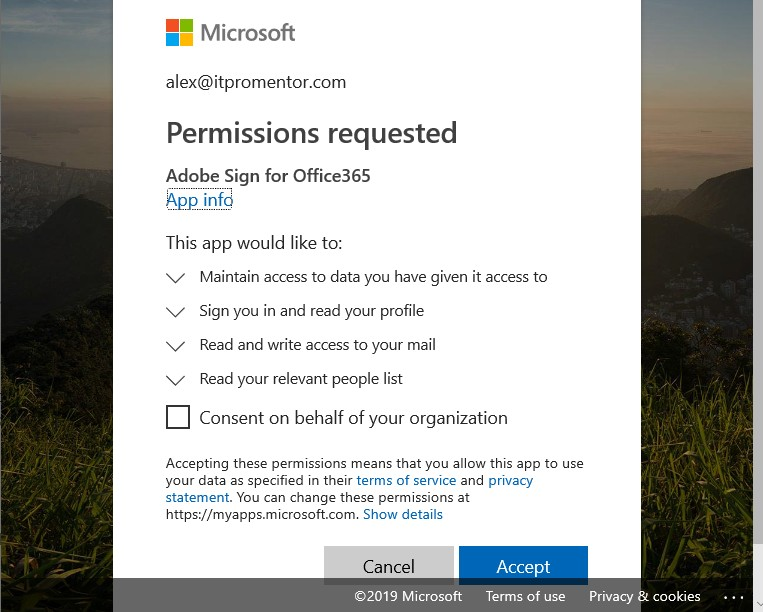 Microsoft
alex@itpromentor.com
Permissions requested
Adobe Sign for Office365
App info
This app would like to:
Maintain access to data you have given it access to
Sign you in and read your profile
Read and write access to your mail
Read your relevant people list
Consent on behalf of your organization
Accepting these permissions means that you allow this app to use
your data as specified in their terms of service and privacy
statement. You can change these permissions at
https://myapps.microsoft.com. Show details
Cancel Accept
©2019 Microsoft Terms of use Privacy & cookies ...